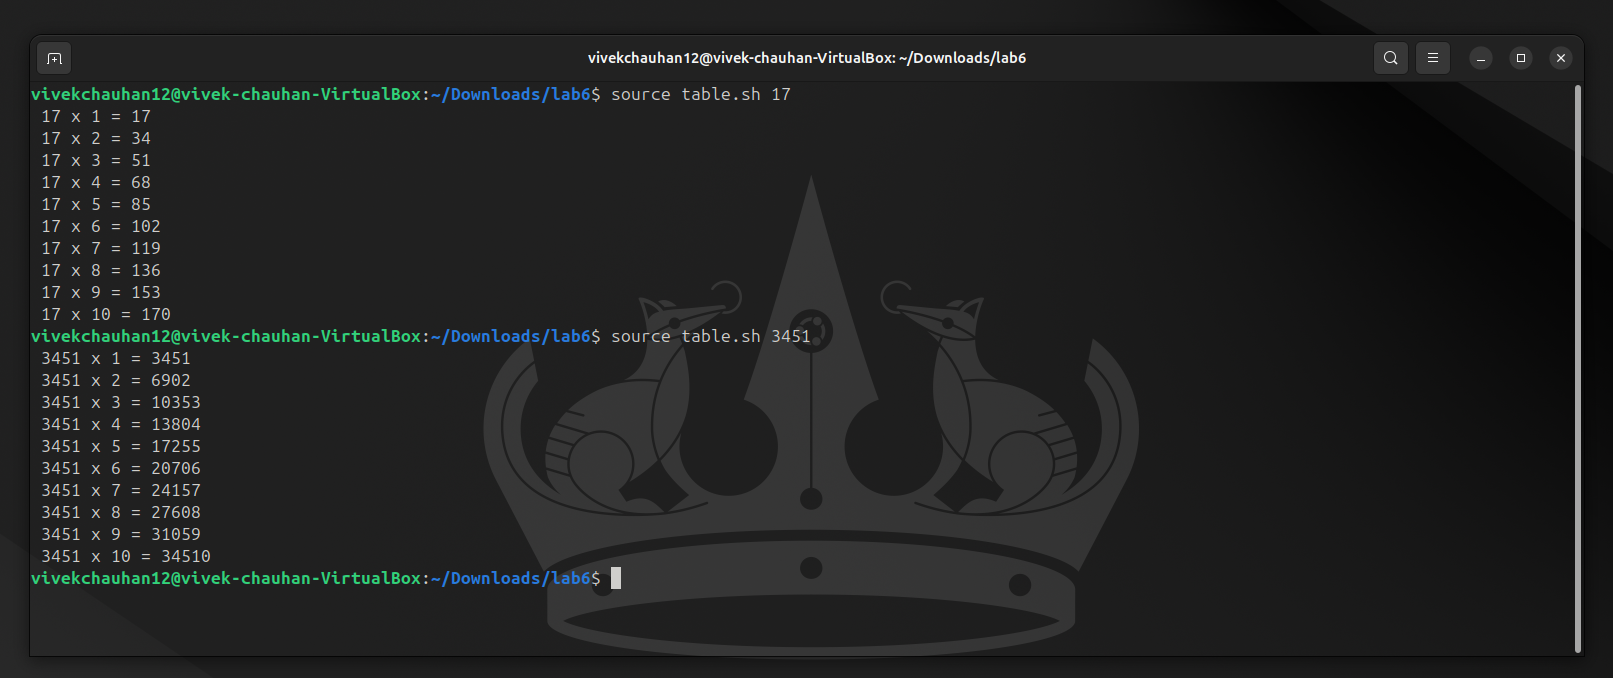 vivekchauhan12@vivek-chauhan-VirtualBox: ~/Downloads/lab6
vivekchauhan12@vivek-chauhan-VirtualBox:~/Downloads/lab6$ source table.sh 17
17 x 1 = 17
17 x 2 = 34
17 x 3 = 51
17 x 4 = 68
17 x 5 = 85
17 x 6 = 102
17 x 7 = 119
17 x 8 = 136
17 x 9 = 153
17 x 10 = 170
vivekchauhan12@vivek-chauhan-VirtualBox:~/Downloads/lab6$ source table.sh 3451
3451 x 1 = 3451
3451 x 2 = 6902
3451 x 3 = 10353
3451 x 4 = 13804
3451 x 5 = 17255
3451 x 6 = 20706
3451 x 7 = 24157
3451 x 8 = 27608
3451 x 9 = 31059
3451 x 10 = 34510
vivekchauhan12@vivek-chauhan-VirtualBox:~/Downloads/lab6$